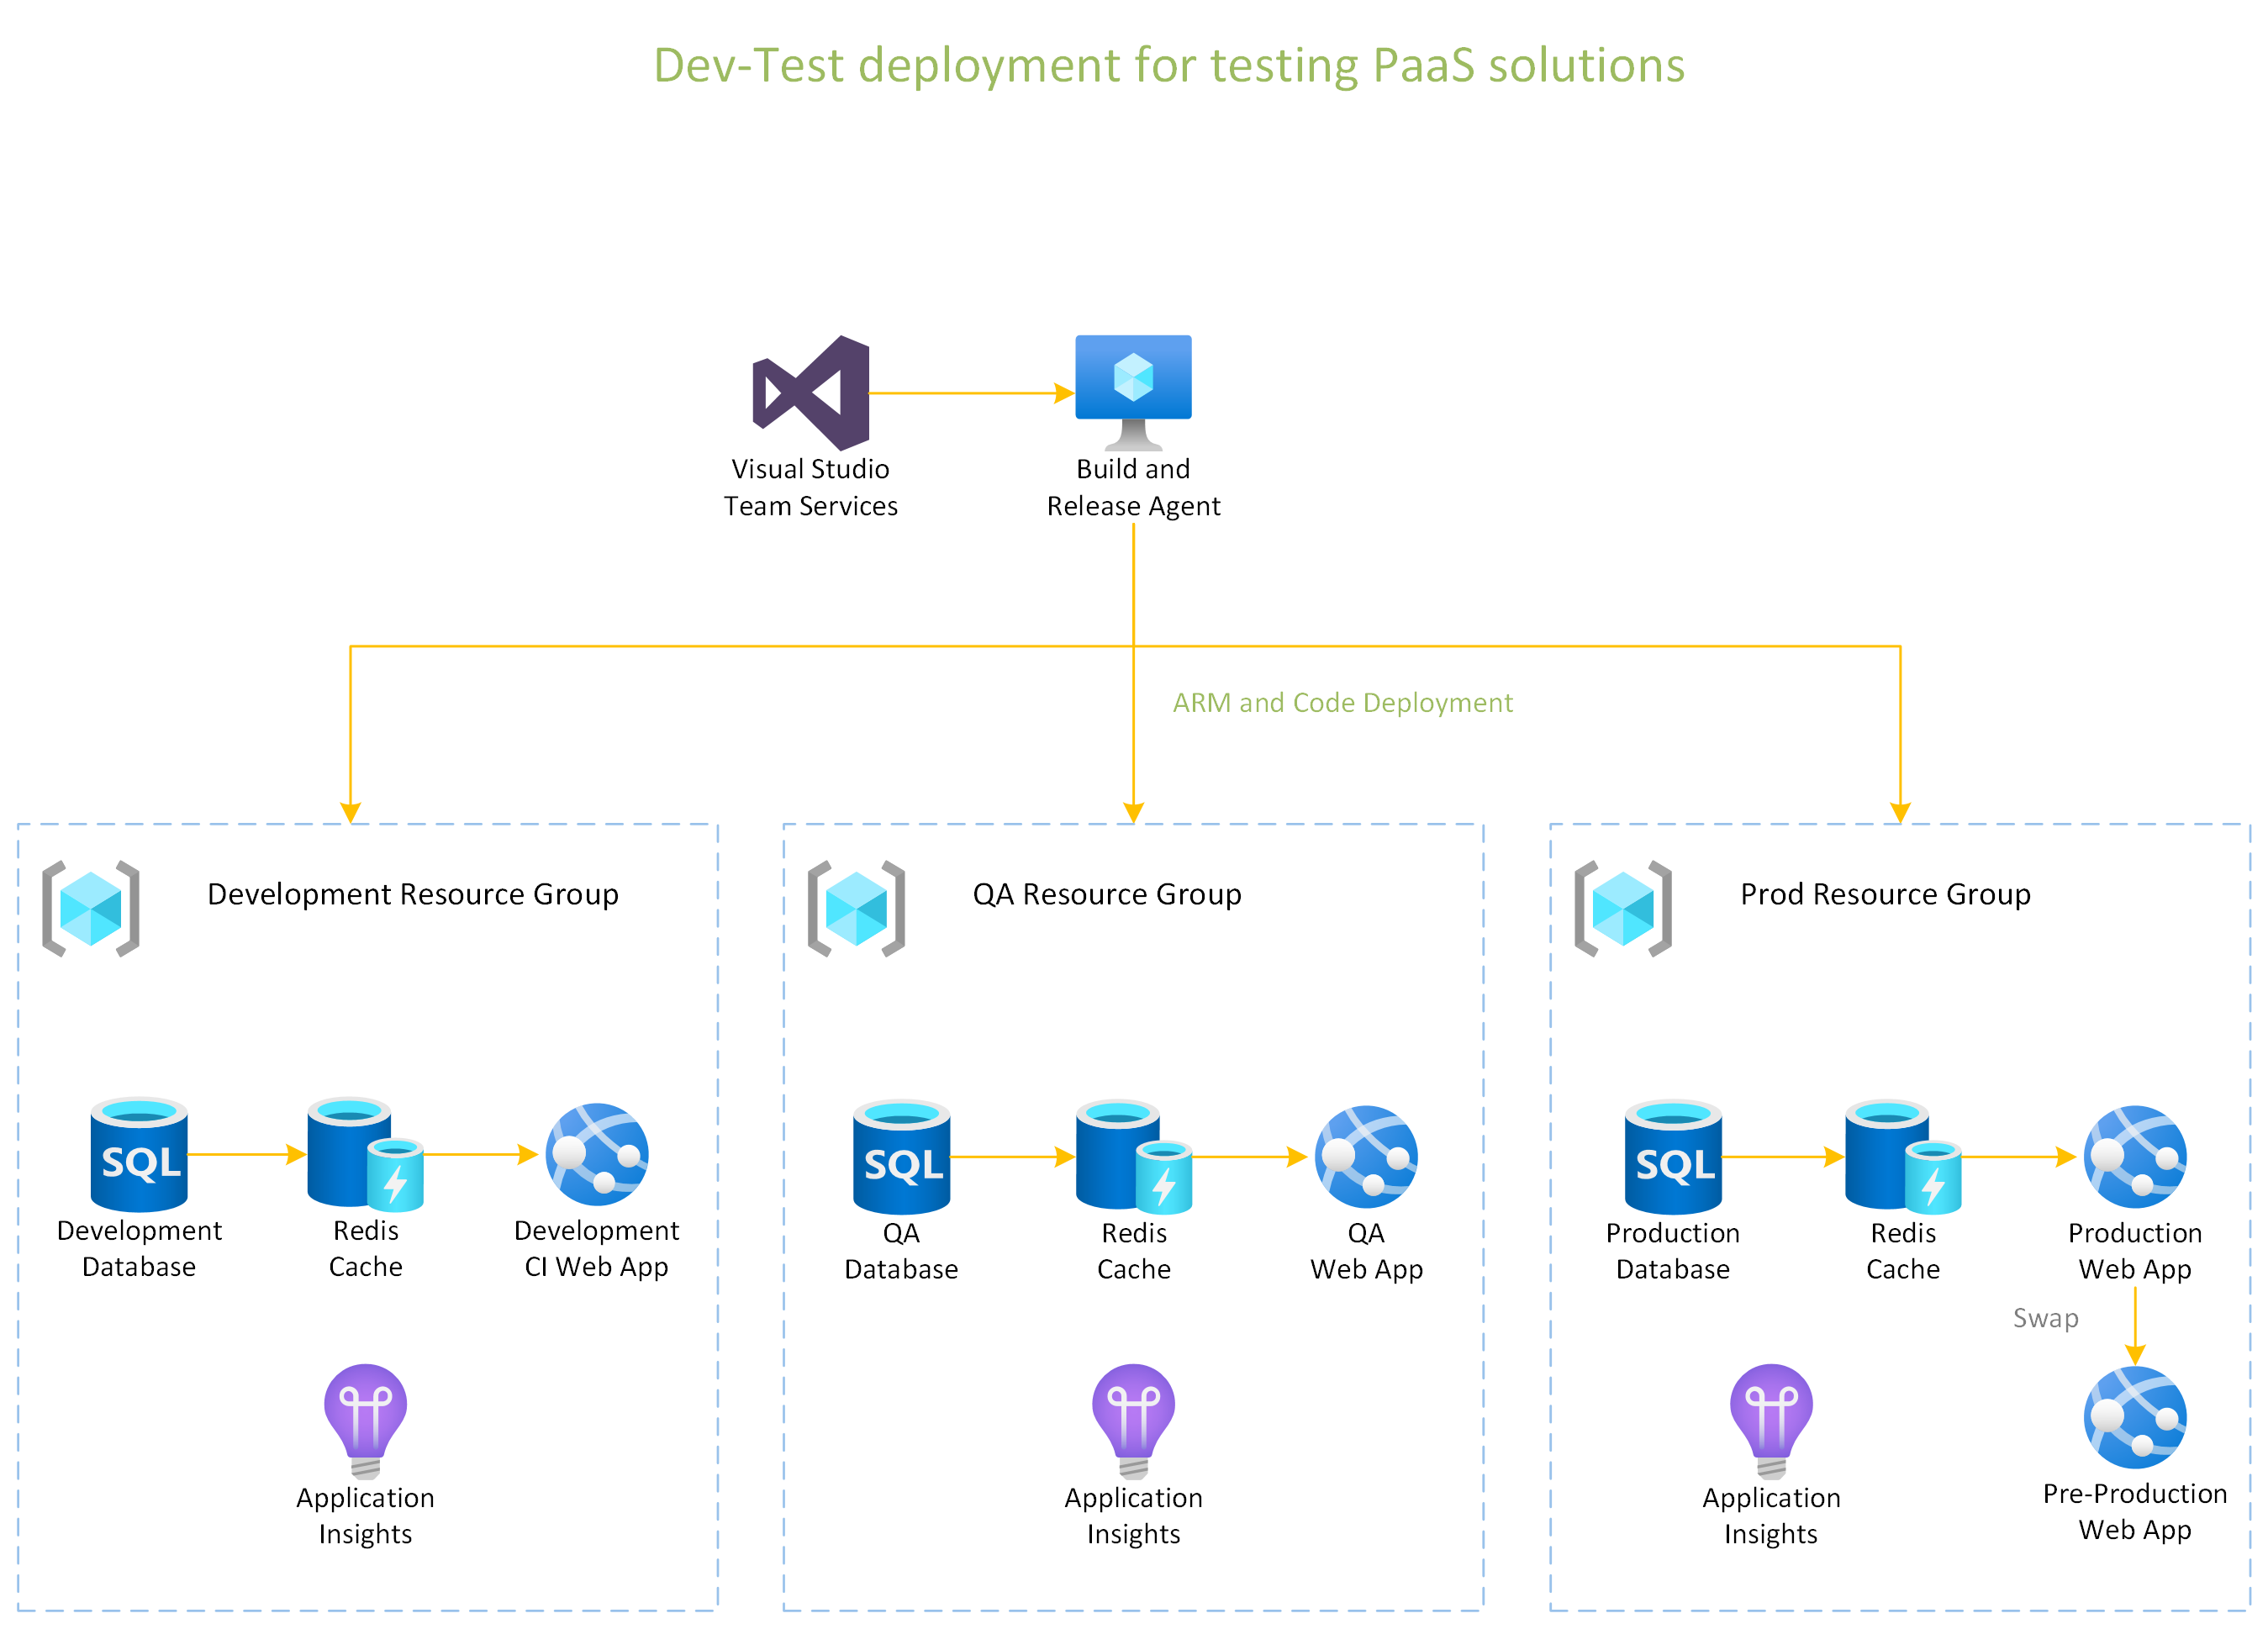 Dev-Test deployment for testing PaaS solutions
Visual Studio
Team Services
Build and
Release Agent
ARM and Code Deployment
Development Resource Group
SQL
Development
Database
Redis
Cache
Development
CI Web App
Application
Insights
QA Resource Group
SQL
QA
Database
Redis
Cache
QA
Web App
Application
Insights
Prod Resource Group
SQL
Production
Database
Redis
Cache
Production
Web App
Swap
Application
Insights
Pre-Production
Web App